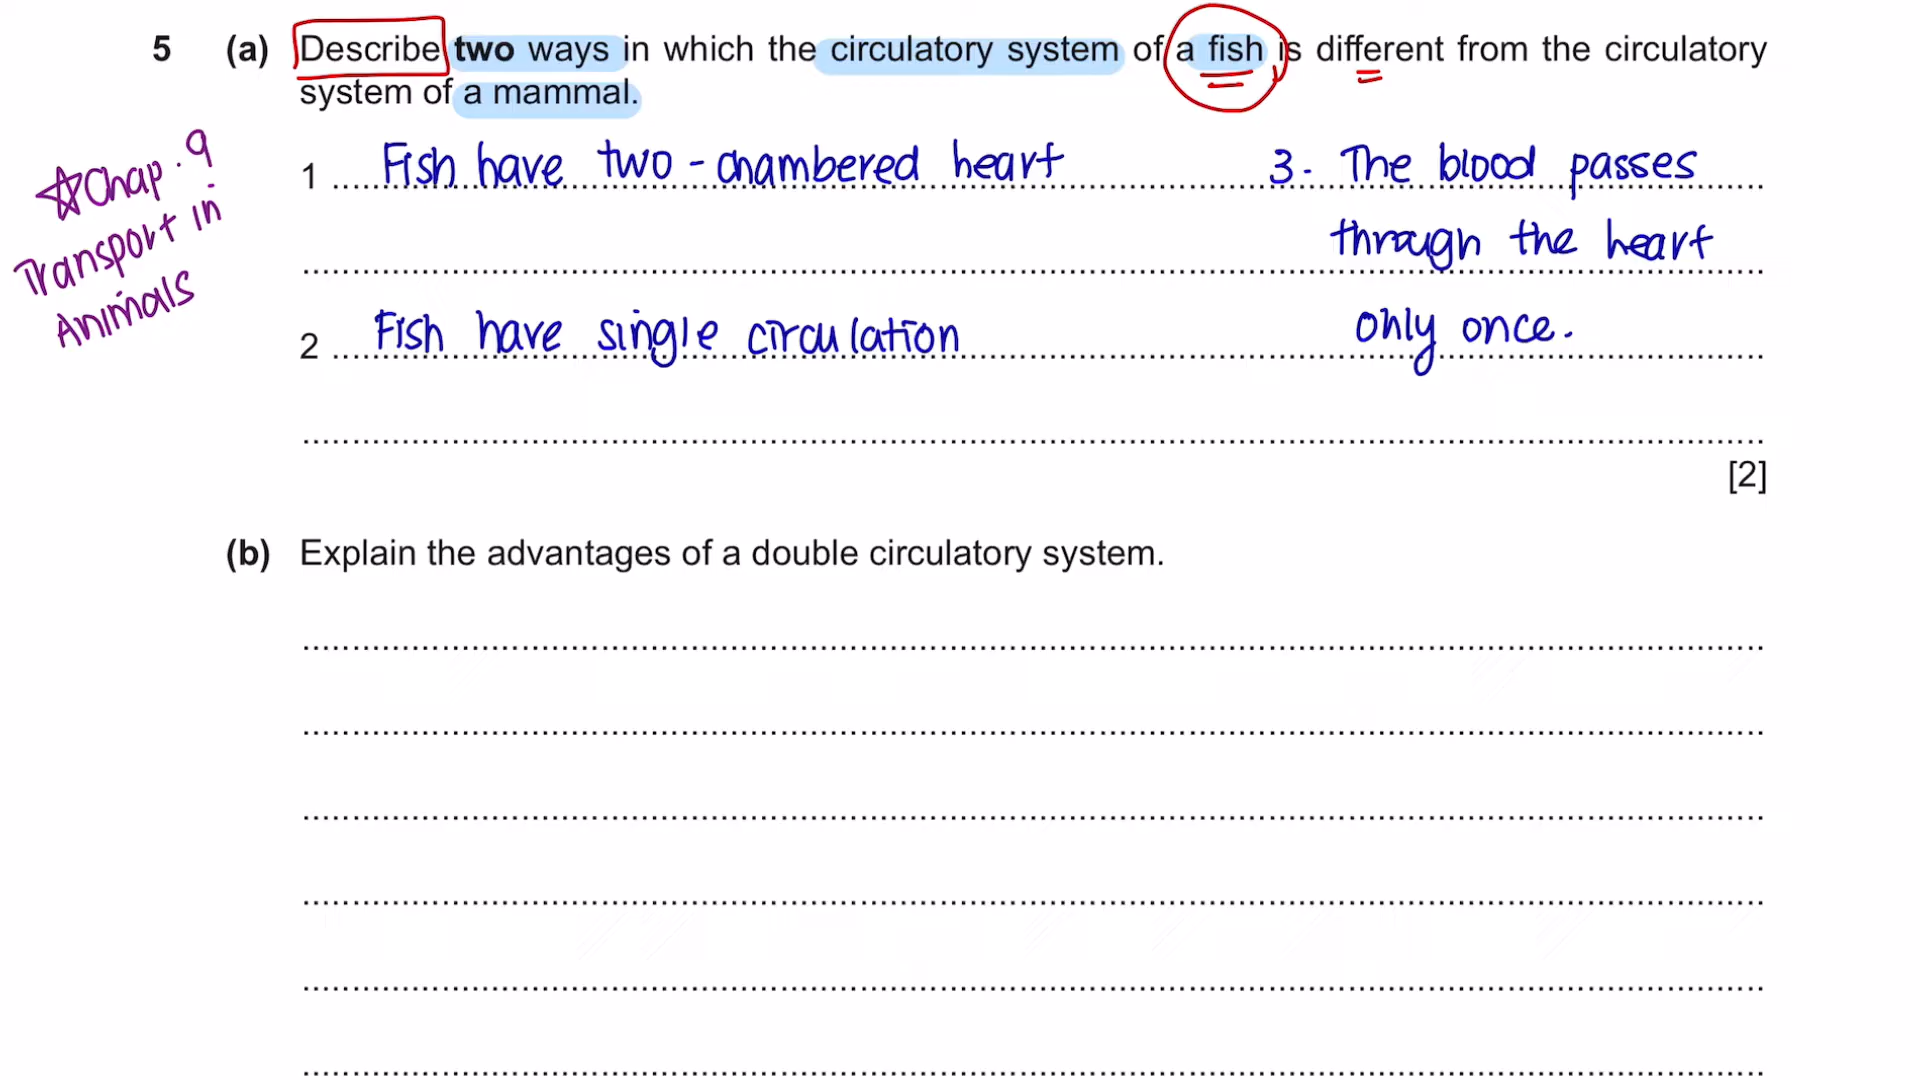 5 (a) Describe two ways in which the circulatory system of a fish is different from the circulatory
system of a mammal.
☆Chap. 9
Transport in
Animals
1 Fish have two-chambered heart
2 Fish have single circulation
3. The blood passes
through the heart
only once.
[2]
(b) Explain the advantages of a double circulatory system.